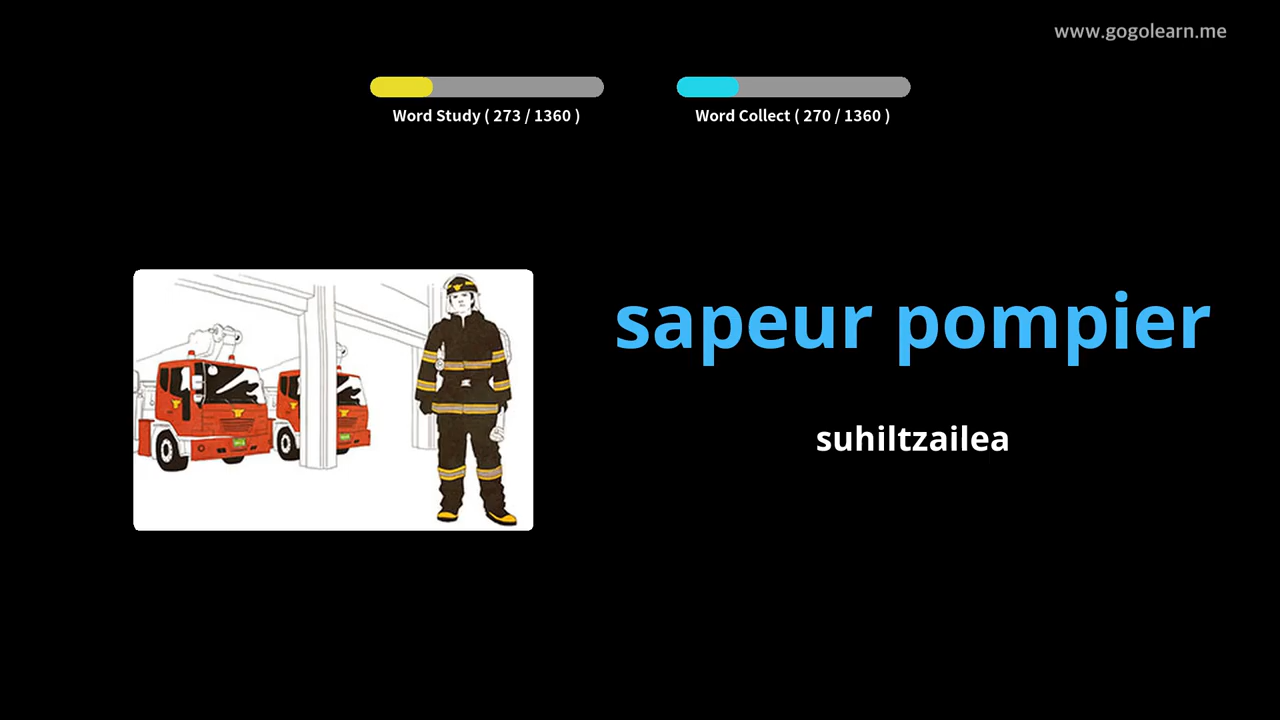 www.gogolearn.me
Word Study ( 273 / 1360 )
Word Collect ( 270 / 1360 )
sapeur pompier
suhiltzailea